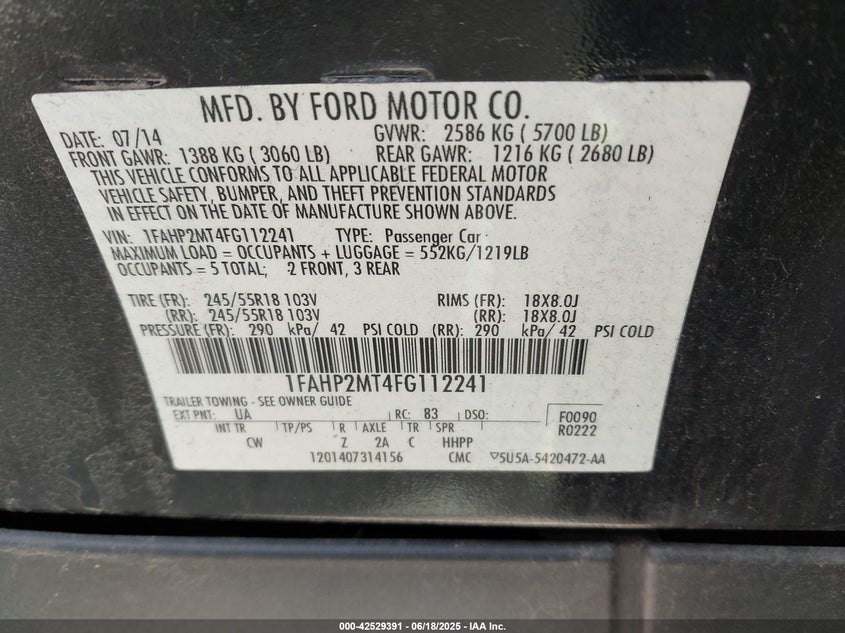 MFD. BY FORD MOTOR CO.
DATE: 07/14 GVWR: 2586 KG ( 5700 LB)
FRONT GAWR: 1388 KG ( 3060 LB) REAR GAWR: 1216 KG ( 2680 LB)
THIS VEHICLE CONFORMS TO ALL APPLICABLE FEDERAL MOTOR
VEHICLE SAFETY, BUMPER, AND THEFT PREVENTION STANDARDS
IN EFFECT ON THE DATE OF MANUFACTURE SHOWN ABOVE.
VIN: 1FAHP2MT4FG112241 TYPE: Passenger Car
MAXIMUM LOAD = OCCUPANTS + LUGGAGE = 552KG/1219LB
OCCUPANTS = 5 TOTAL; 2 FRONT, 3 REAR
TIRE (FR): 245/55R18 103V RIMS (FR): 18X8.0J
(RR): 245/55R18 103V (RR): 18X8.0J
PRESSURE (FR): 290 kPa/ 42 PSI COLD (RR): 290 kPa/ 42 PSI COLD
1FAHP2MT4FG112241
TRAILER TOWING - SEE OWNER GUIDE
EXT PNT: UA RC: 83 DSO: F0090
INT TR TP/PS R AXLE TR SPR R0222
CW Z 2A C HHPP
1201407314156 CMC ▽5U5A-5420472-AA
000-42529391 - 06/18/2025 - IAA Inc.